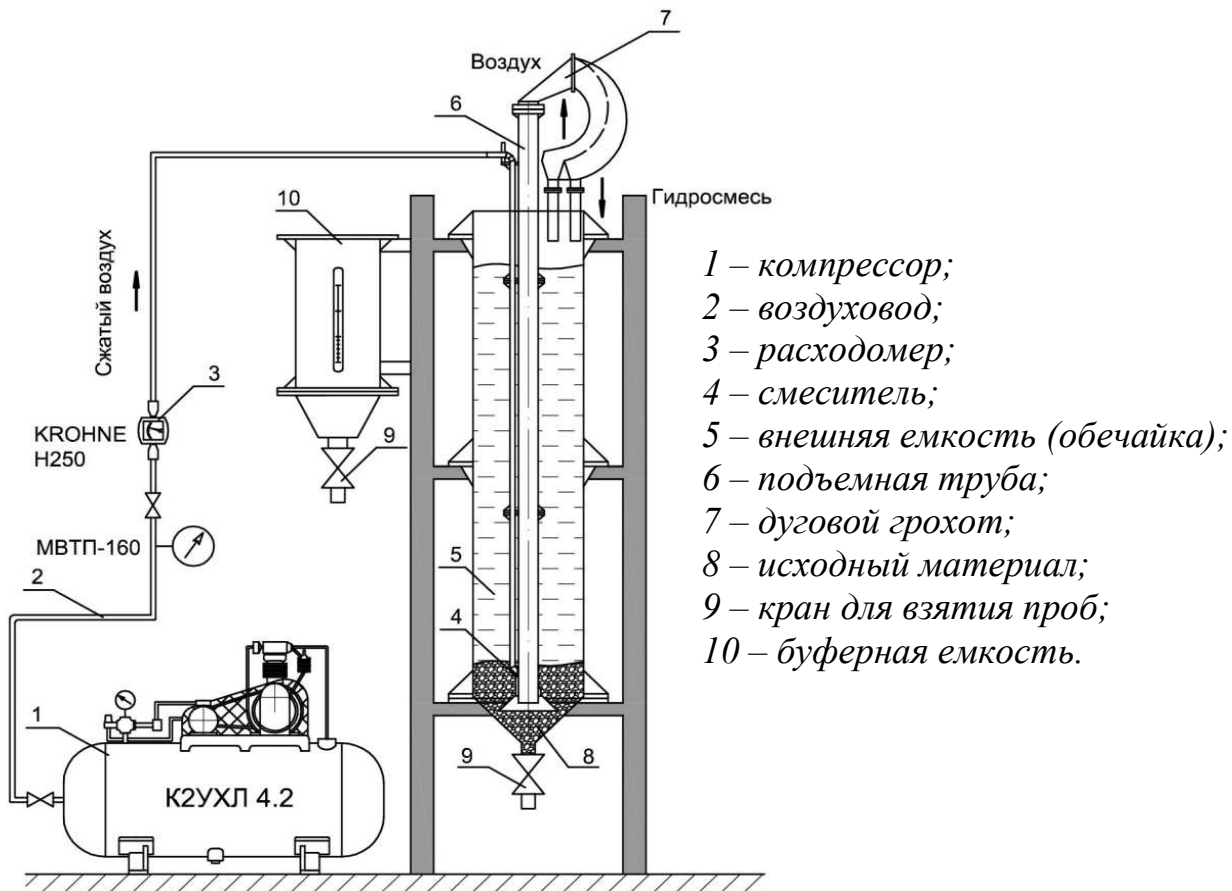 7
Воздух
6
10
Гидросмесь
Сжатый воздух
3
KROHNE
H250
9
МВТП-160
2
5
4
1
К2УХЛ 4.2
9
8
1 – компрессор;
2 – воздуховод;
3 – расходомер;
4 – смеситель;
5 – внешняя емкость (обечайка);
6 – подъемная труба;
7 – дуговой грохот;
8 – исходный материал;
9 – кран для взятия проб;
10 – буферная емкость.